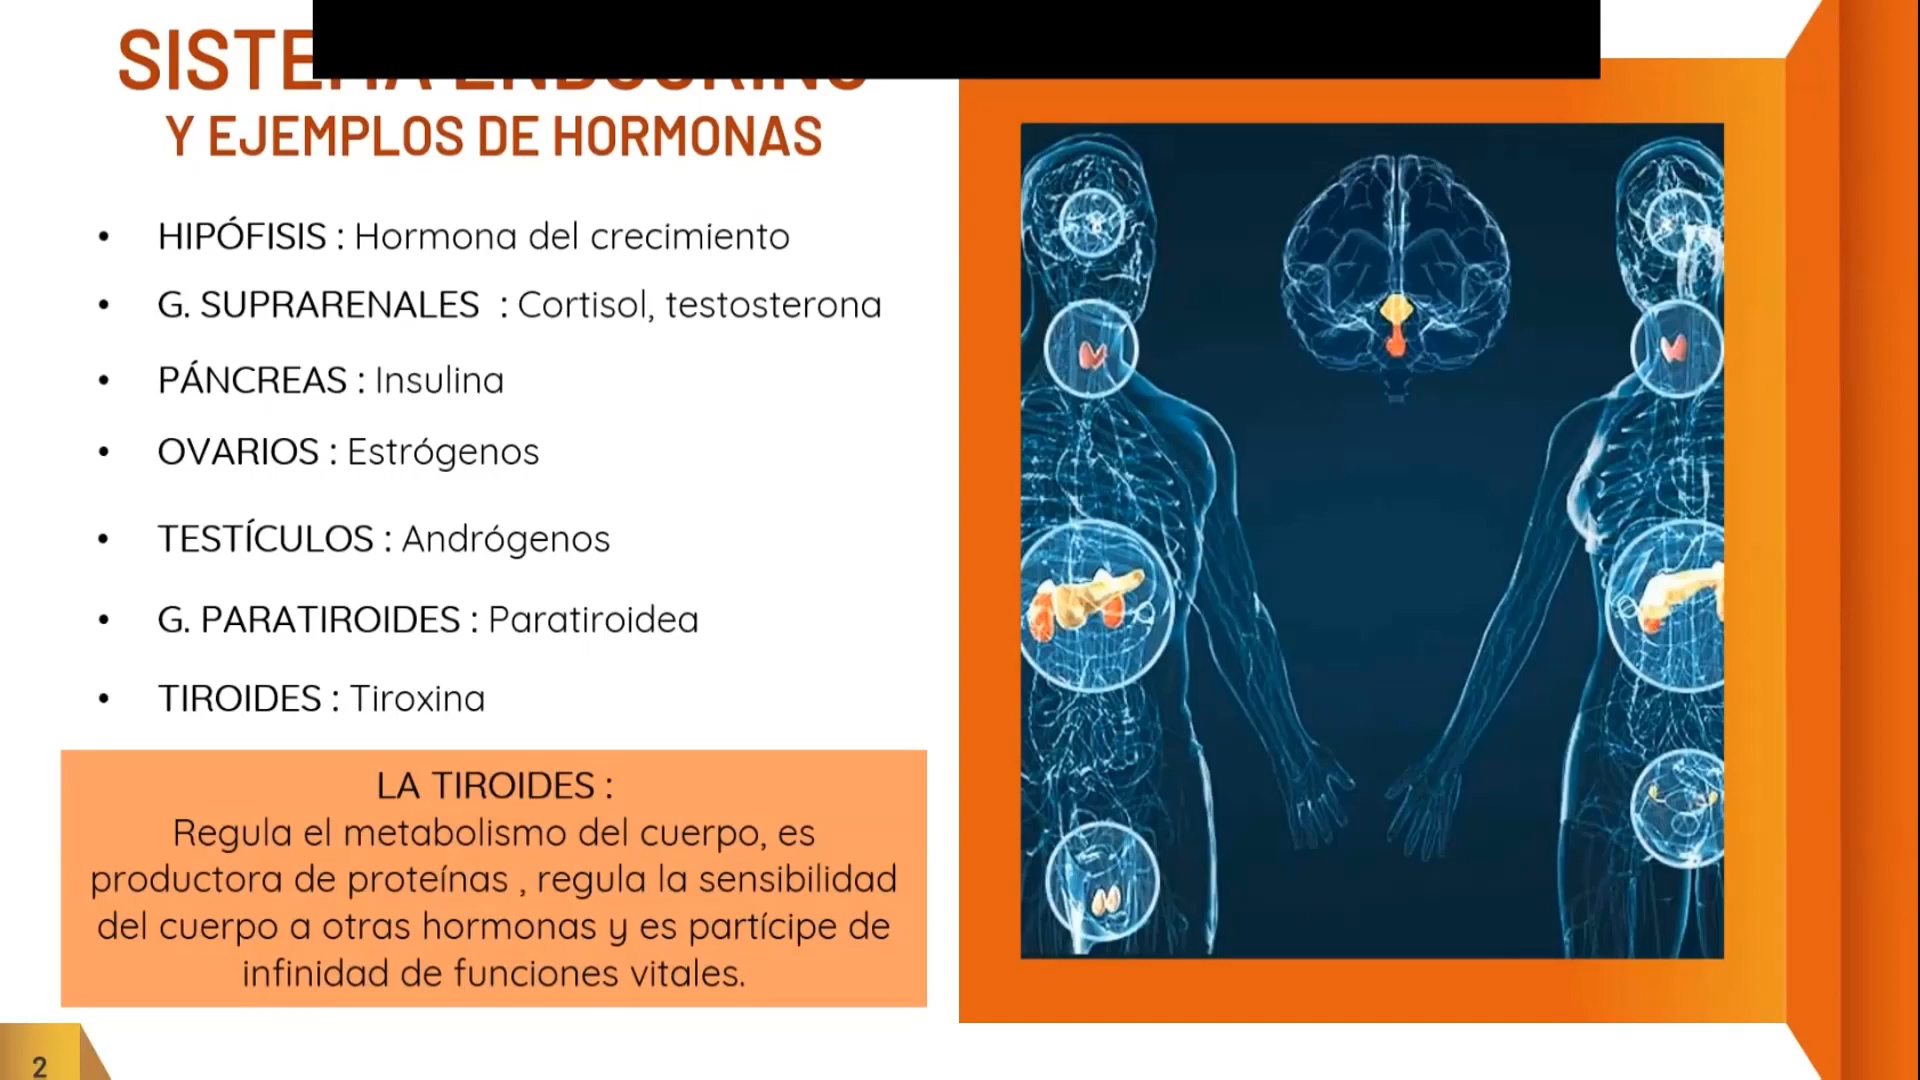 SISTEMA ENDOCRINO
Y EJEMPLOS DE HORMONAS
• HIPÓFISIS : Hormona del crecimiento
• G. SUPRARENALES : Cortisol, testosterona
• PÁNCREAS : Insulina
• OVARIOS : Estrógenos
• TESTÍCULOS : Andrógenos
• G. PARATIROIDES : Paratiroidea
• TIROIDES : Tiroxina
LA TIROIDES :
Regula el metabolismo del cuerpo, es
productora de proteínas , regula la sensibilidad
del cuerpo a otras hormonas y es partícipe de
infinidad de funciones vitales.
2